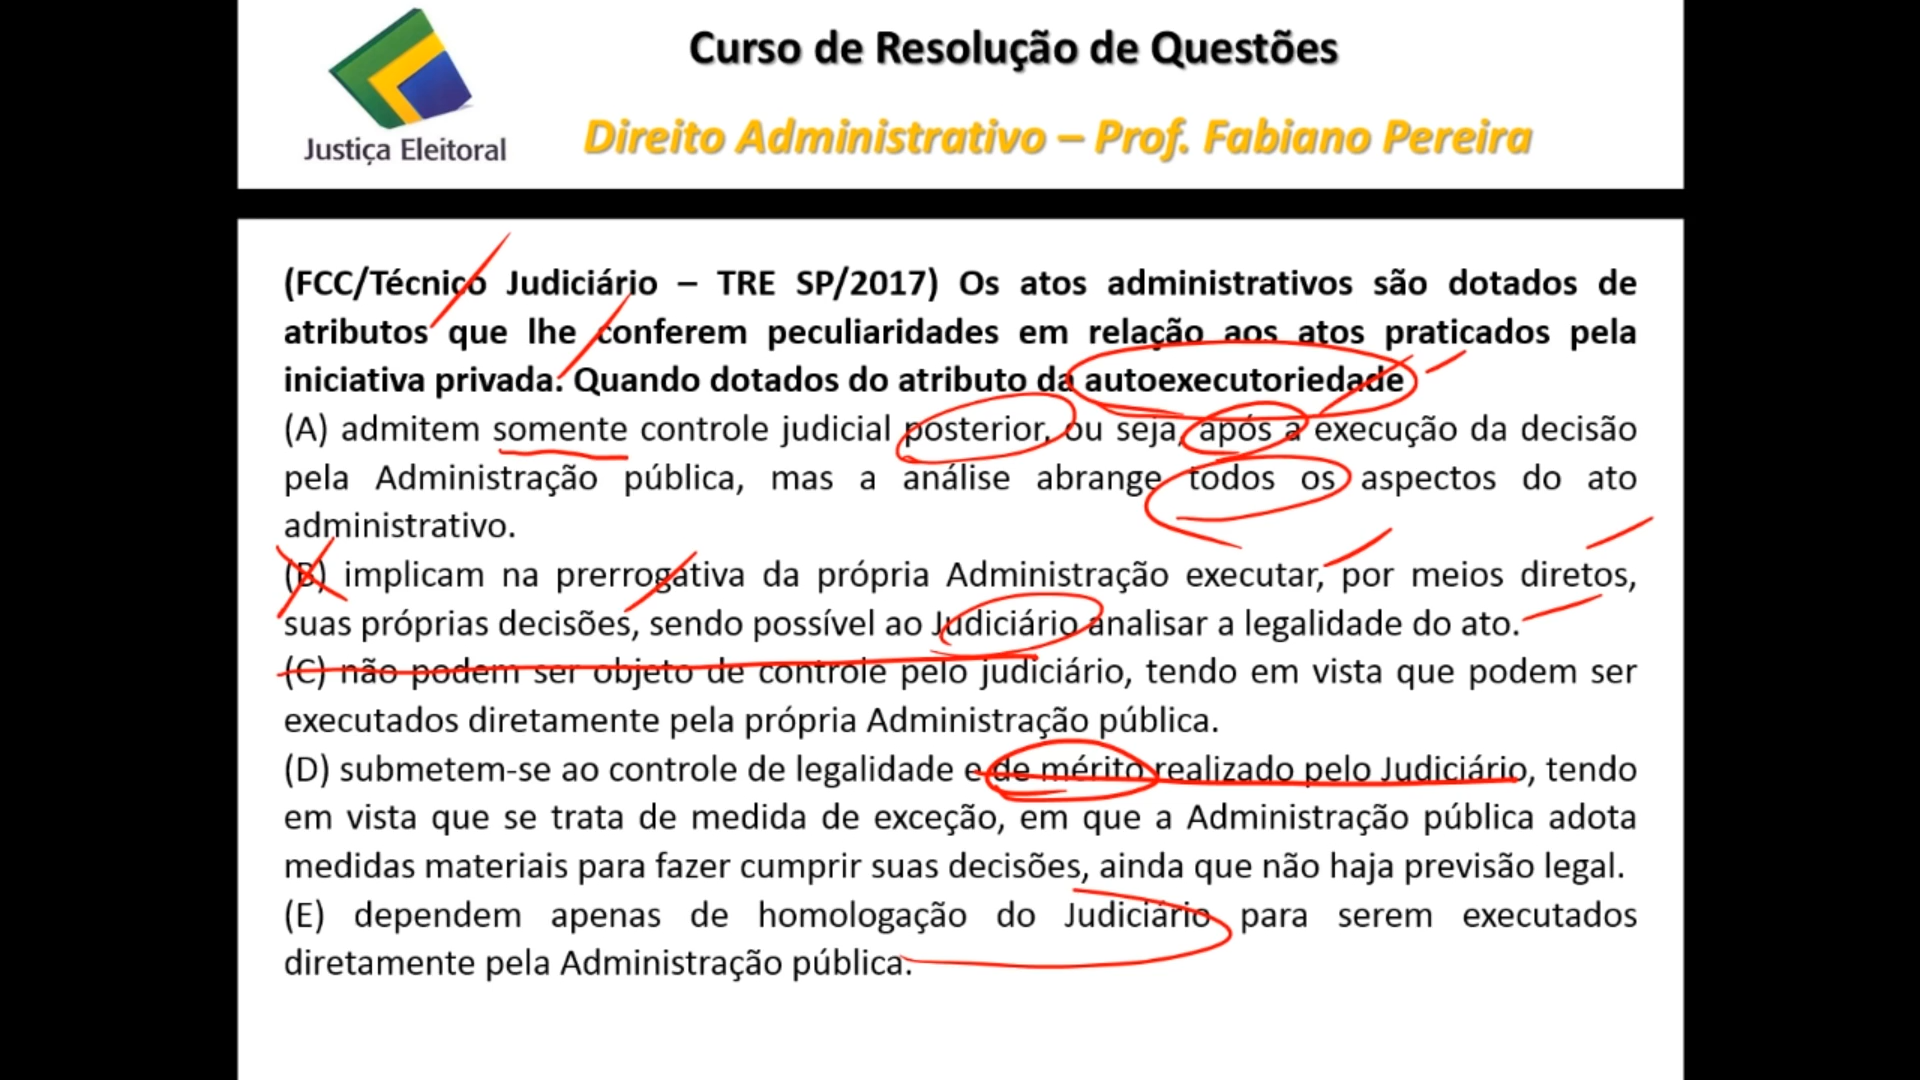 Justiça Eleitoral
Curso de Resolução de Questões
Direito Administrativo – Prof. Fabiano Pereira
(FCC/Técnico Judiciário – TRE SP/2017) Os atos administrativos são dotados de
atributos que lhe conferem peculiaridades em relação aos atos praticados pela
iniciativa privada. Quando dotados do atributo da autoexecutoriedade
(A) admitem somente controle judicial posterior, ou seja, após a execução da decisão
pela Administração pública, mas a análise abrange todos os aspectos do ato
administrativo.
(B) implicam na prerrogativa da própria Administração executar, por meios diretos,
suas próprias decisões, sendo possível ao Judiciário analisar a legalidade do ato.
(C) não podem ser objeto de controle pelo judiciário, tendo em vista que podem ser
executados diretamente pela própria Administração pública.
(D) submetem-se ao controle de legalidade e de mérito realizado pelo Judiciário, tendo
em vista que se trata de medida de exceção, em que a Administração pública adota
medidas materiais para fazer cumprir suas decisões, ainda que não haja previsão legal.
(E) dependem apenas de homologação do Judiciário para serem executados
diretamente pela Administração pública.